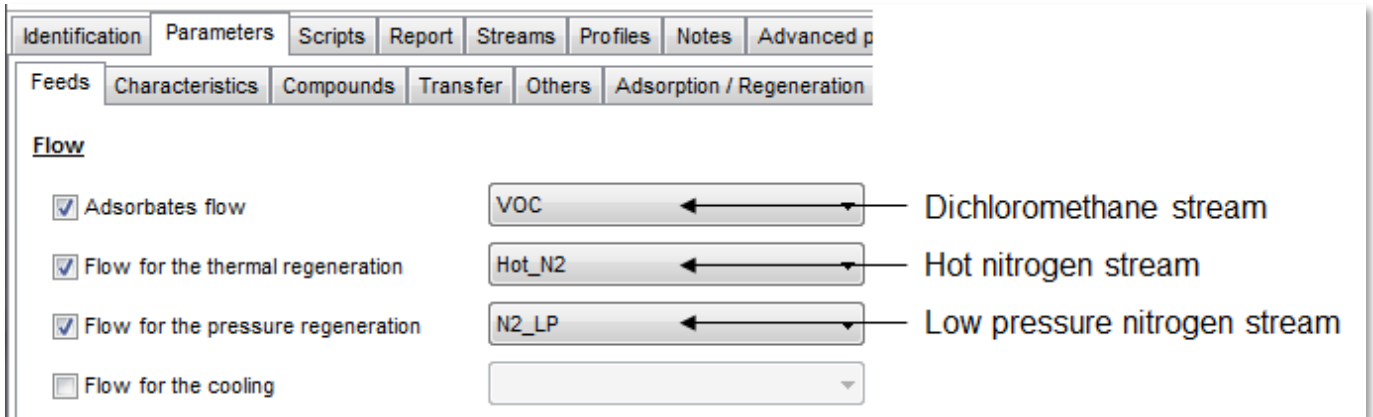 Identification Parameters Scripts Report Streams Profiles Notes Advanced p
Feeds Characteristics Compounds Transfer Others Adsorption / Regeneration
Flow
Adsorbates flow VOC Dichloromethane stream
Flow for the thermal regeneration Hot_N2 Hot nitrogen stream
Flow for the pressure regeneration N2_LP Low pressure nitrogen stream
Flow for the cooling